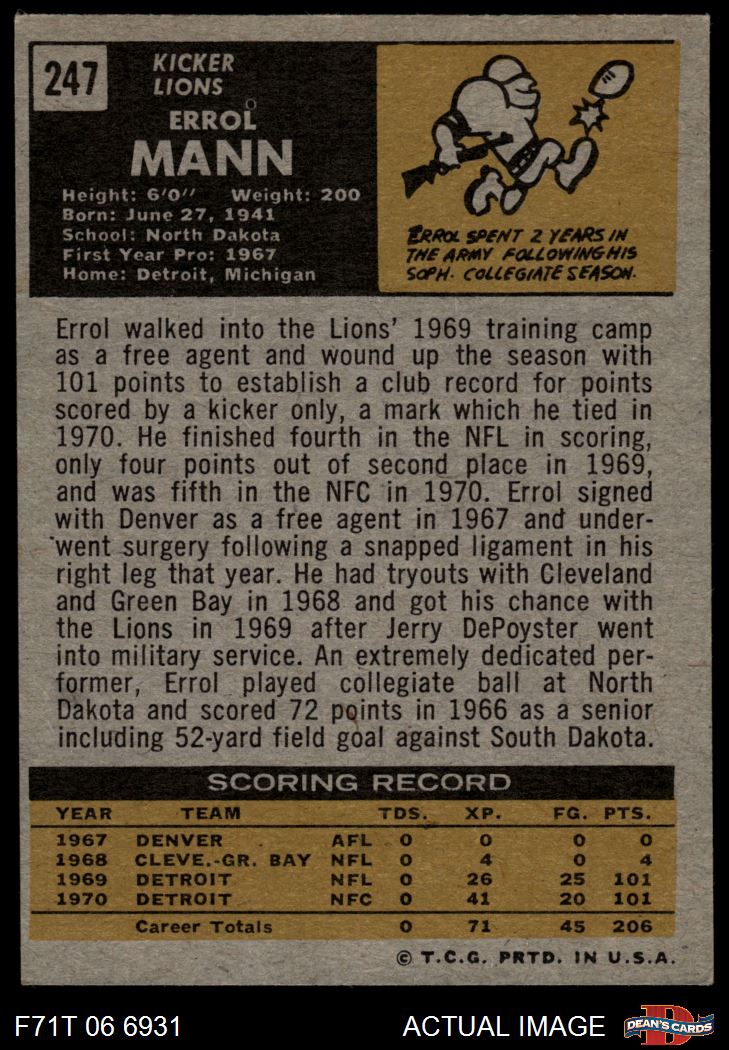 247
KICKER
LIONS
ERROL
MANN
Height: 6'0'' Weight: 200
Born: June 27, 1941
School: North Dakota
First Year Pro: 1967
Home: Detroit, Michigan
ERROL SPENT 2 YEARS IN
THE ARMY FOLLOWING HIS
SOPH. COLLEGIATE SEASON.
Errol walked into the Lions' 1969 training camp
as a free agent and wound up the season with
101 points to establish a club record for points
scored by a kicker only, a mark which he tied in
1970. He finished fourth in the NFL in scoring,
only four points out of second place in 1969,
and was fifth in the NFC in 1970. Errol signed
with Denver as a free agent in 1967 and under-
went surgery following a snapped ligament in his
right leg that year. He had tryouts with Cleveland
and Green Bay in 1968 and got his chance with
the Lions in 1969 after Jerry DePoyster went
into military service. An extremely dedicated per-
former, Errol played collegiate ball at North
Dakota and scored 72 points in 1966 as a senior
including 52-yard field goal against South Dakota.
SCORING RECORD
YEAR TEAM TDS. XP. FG. PTS.
1967 DENVER AFL 0 0 0 0
1968 CLEVE.-GR. BAY NFL 0 4 0 4
1969 DETROIT NFL 0 26 25 101
1970 DETROIT NFC 0 41 20 101
Career Totals 0 71 45 206
© T.C.G. PRTD. IN U.S.A.
F71T 06 6931 ACTUAL IMAGE
D
DEAN'S CARDS